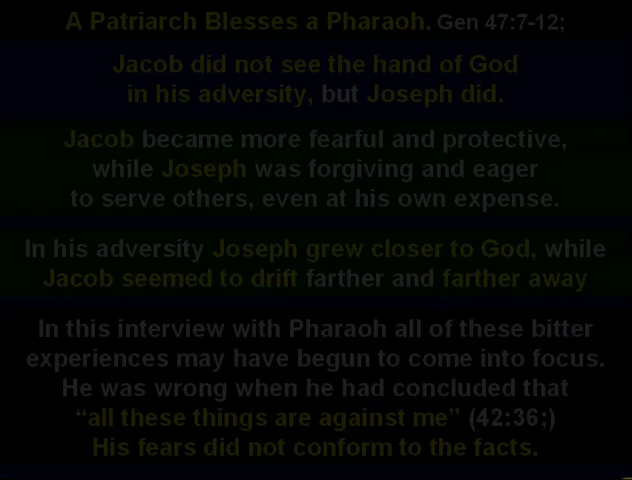 A Patriarch Blesses a Pharaoh. Gen 47:7-12;
Jacob did not see the hand of God
in his adversity, but Joseph did.
Jacob became more fearful and protective,
while Joseph was forgiving and eager
to serve others, even at his own expense.
In his adversity Joseph grew closer to God, while
Jacob seemed to drift farther and farther away
In this interview with Pharaoh all of these bitter
experiences may have begun to come into focus.
He was wrong when he had concluded that
“all these things are against me” (42:36;)
His fears did not conform to the facts.